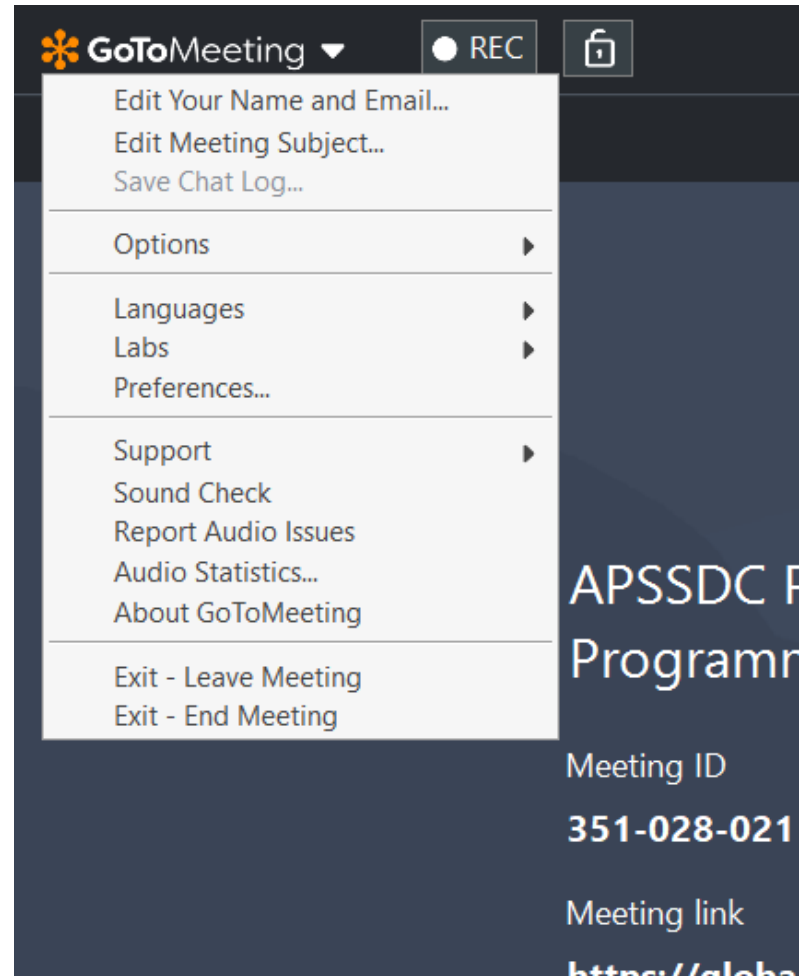 GoToMeeting
REC
Edit Your Name and Email...
Edit Meeting Subject...
Save Chat Log...
Options
Languages
Labs
Preferences...
Support
Sound Check
Report Audio Issues
Audio Statistics...
About GoToMeeting
Exit - Leave Meeting
Exit - End Meeting
APSSDC
Meeting ID
351-028-021
Meeting link